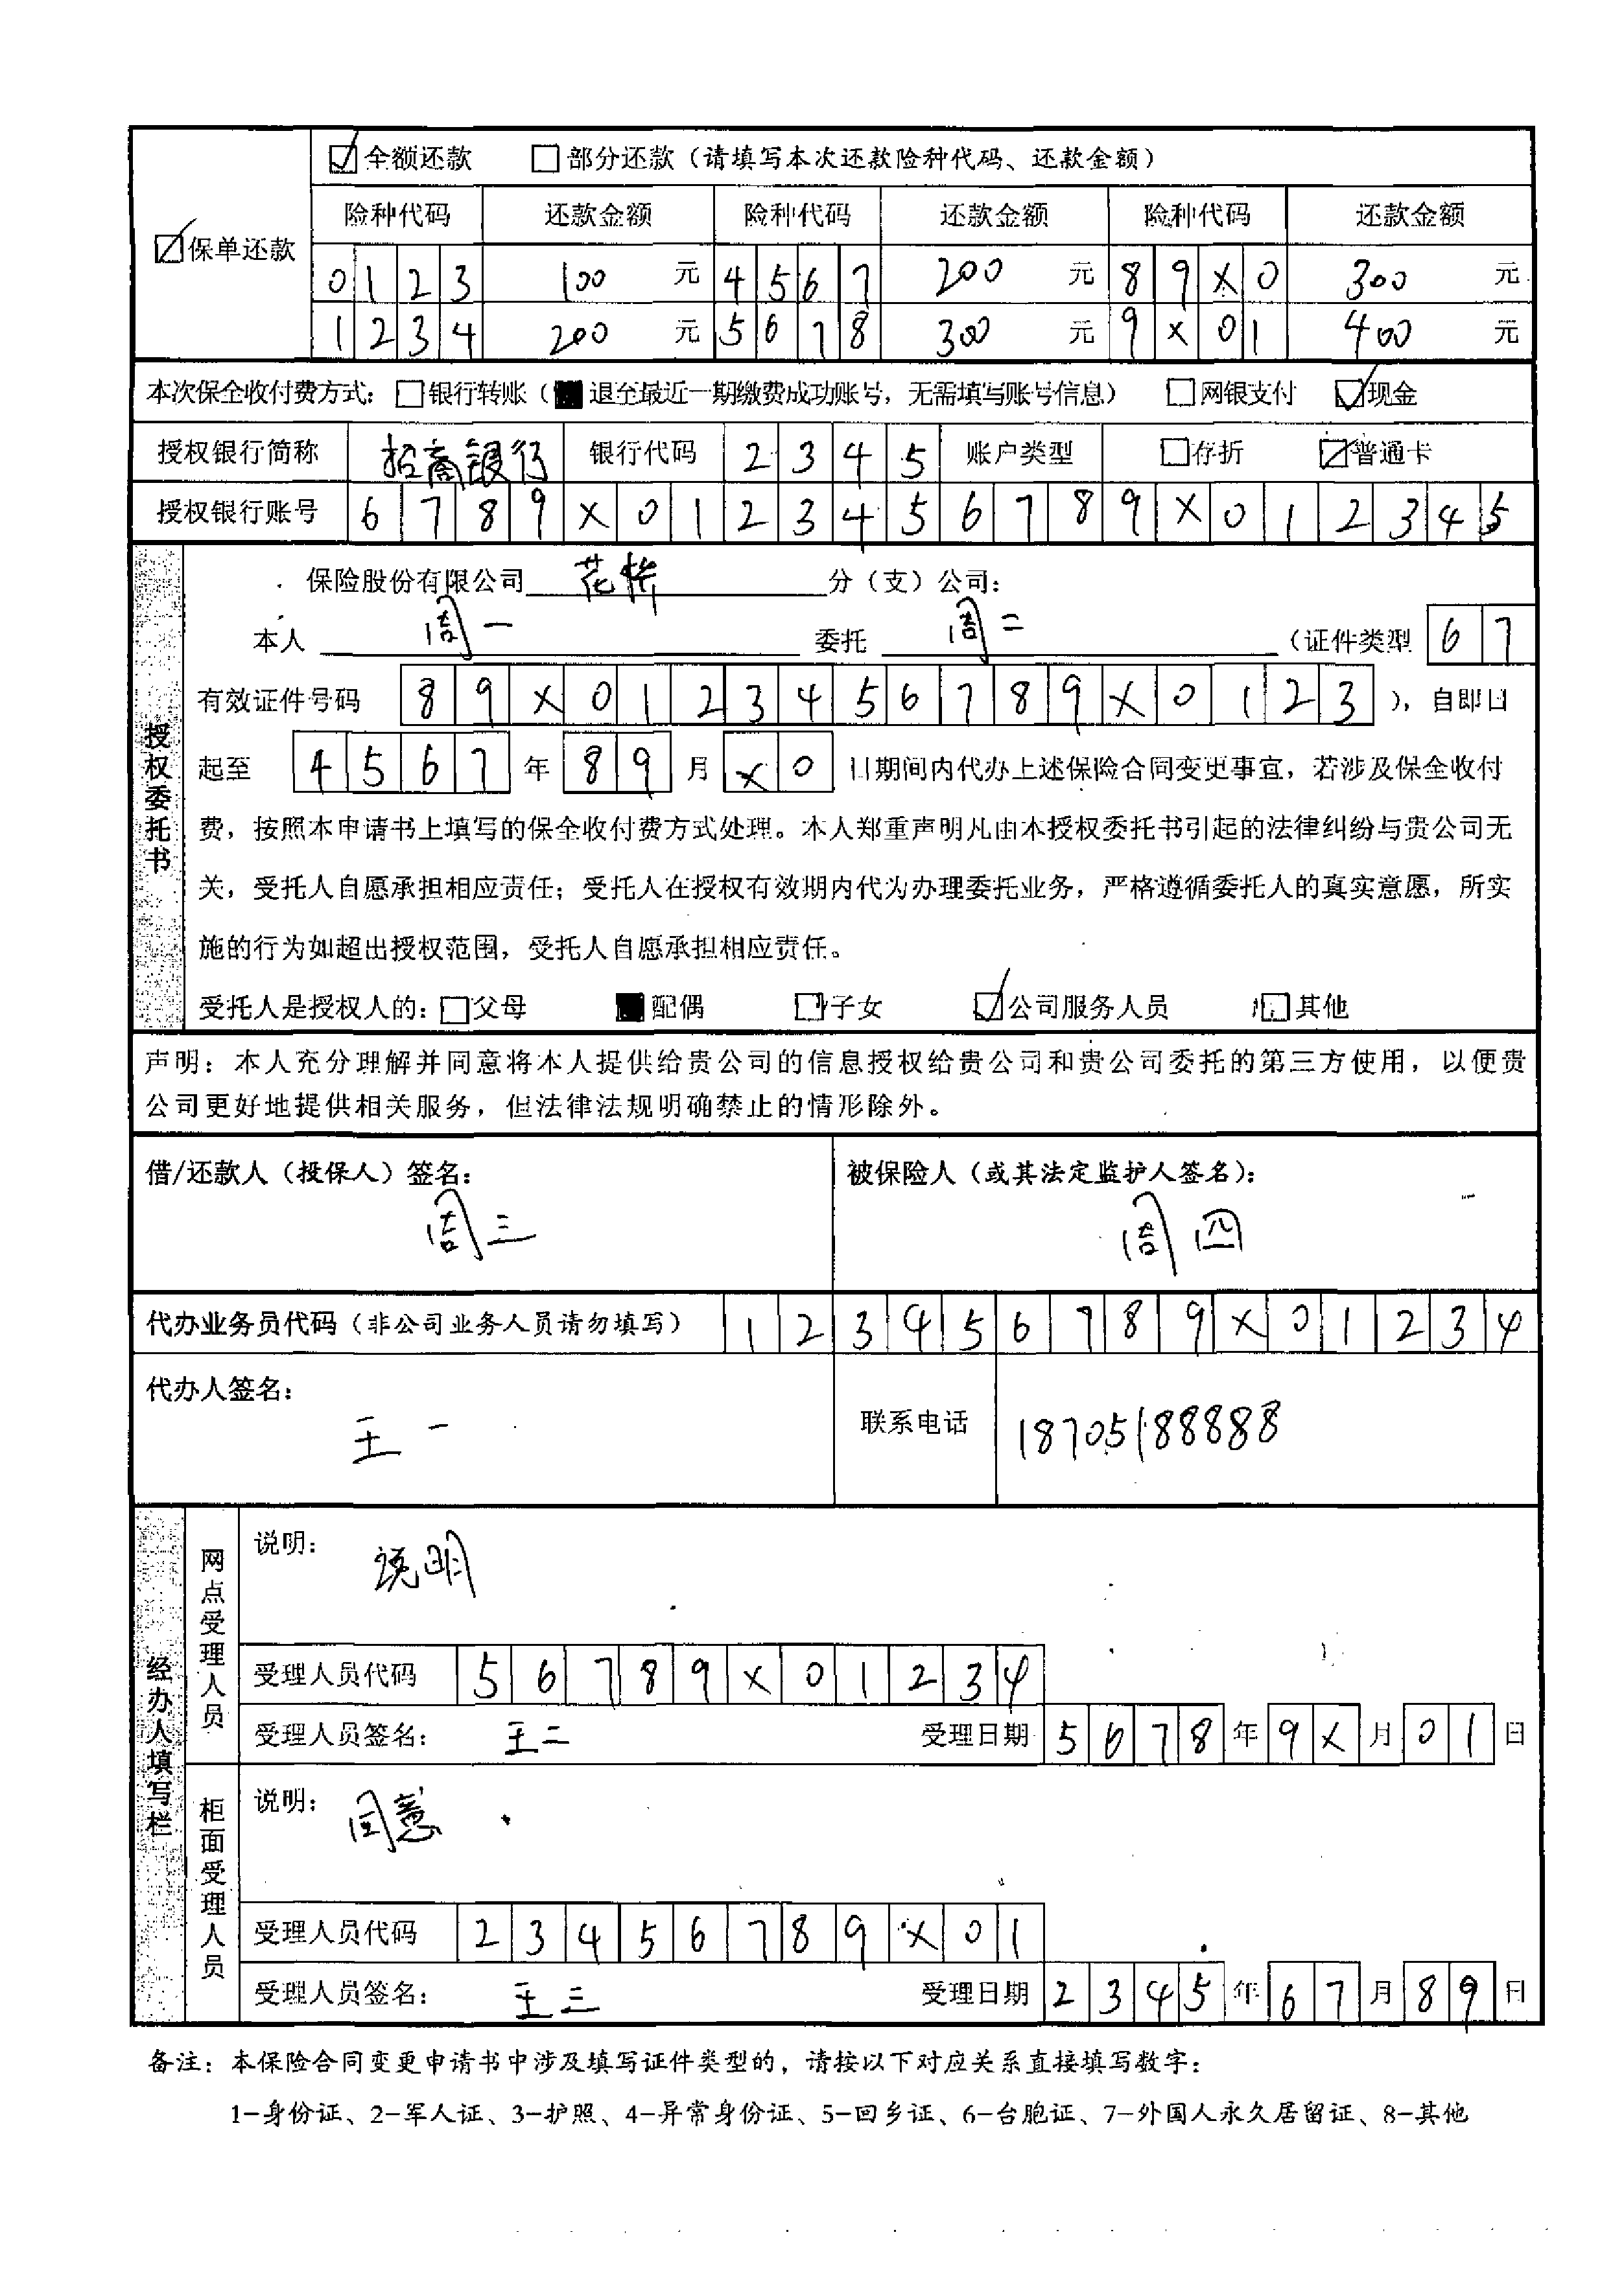 ☑全额还款 □部分还款（请填写本次还款险种代码、还款金额）
险种代码 还款金额 险种代码 还款金额 险种代码 还款金额
☑保单还款
0123 100 元 4567 200 元 89X0 300 元
1234 200 元 5678 300 元 9X01 400 元
本次保全收付费方式：□银行转账（■退至最近一期缴费成功账号，无需填写账号信息） □网银支付 ☑现金
授权银行简称 招商银行 银行代码 2345 账户类型 □存折 ☑普通卡
授权银行账号 6789X0123456789X012345
授权委托书
保险股份有限公司 花桦 分（支）公司：
本人 周一 委托 周二 （证件类型 67
有效证件号码 89X0123456789X0123 ），自即日
起至 4567 年 89 月 X0 日期间内代办上述保险合同变更事宜，若涉及保全收付
费，按照本申请书上填写的保全收付费方式处理。本人郑重声明凡由本授权委托书引起的法律纠纷与贵公司无
关，受托人自愿承担相应责任；受托人在授权有效期内代为办理委托业务，严格遵循委托人的真实意愿，所实
施的行为如超出授权范围，受托人自愿承担相应责任。
受托人是授权人的：□父母 ■配偶 □子女 ☑公司服务人员 □其他
声明：本人充分理解并同意将本人提供给贵公司的信息授权给贵公司和贵公司委托的第三方使用，以便贵
公司更好地提供相关服务，但法律法规明确禁止的情形除外。
借/还款人（投保人）签名： 被保险人（或其法定监护人签名）：
周三 周四
代办业务员代码（非公司业务人员请勿填写） 123456789X01234
代办人签名： 王一 联系电话 18705188888
经办人填写栏
网点受理人员
说明： 说明
受理人员代码 56789X01234
受理人员签名： 王二 受理日期 5678 年 9X 月 01 日
柜面受理人员
说明： 同意
受理人员代码 23456789X01
受理人员签名： 王三 受理日期 2345 年 67 月 89 日
备注：本保险合同变更申请书中涉及填写证件类型的，请按以下对应关系直接填写数字：
1-身份证、2-军人证、3-护照、4-异常身份证、5-回乡证、6-台胞证、7-外国人永久居留证、8-其他